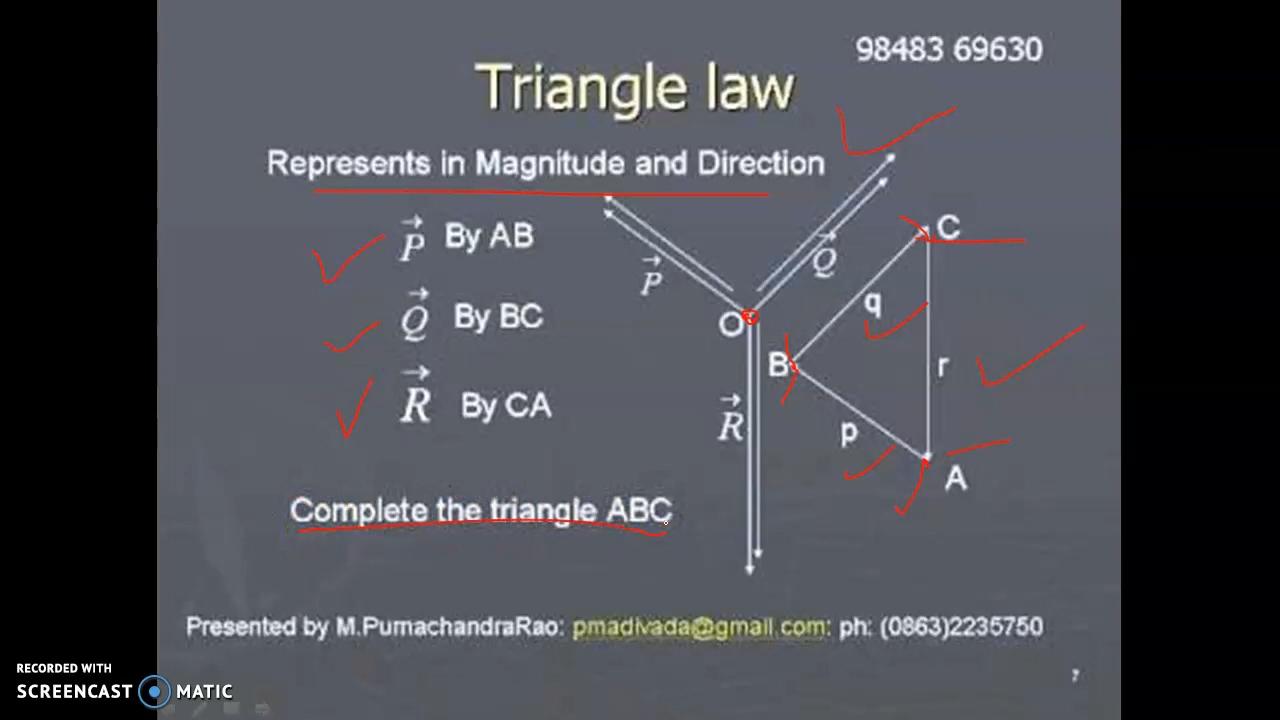 98483 69630
Triangle law
Represents in Magnitude and Direction
P By AB
Q By BC
R By CA
P
Q
R
O
C
q
B
r
p
A
Complete the triangle ABC
Presented by M.PurnachandraRao: pmadivada@gmail.com: ph: (0863)2235750
7
RECORDED WITH
SCREENCAST MATIC